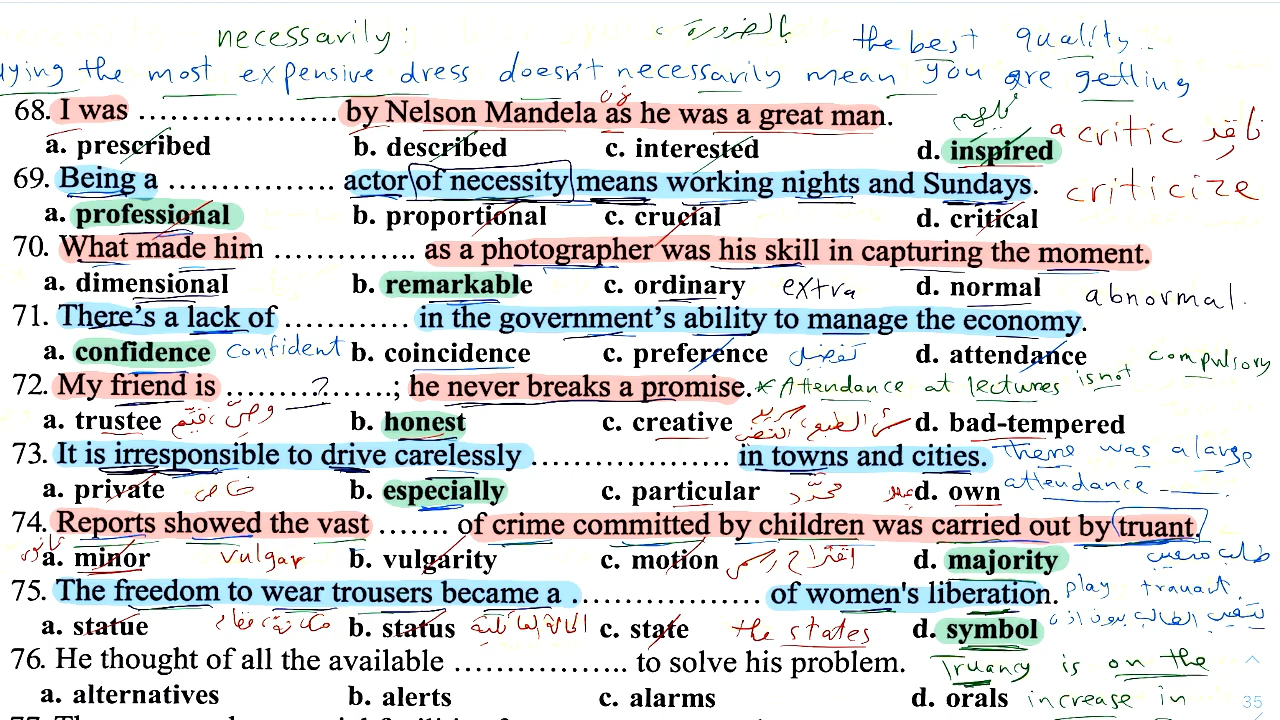 necessarily: بالضرورة the best quality..
the most expensive dress doesn't necessarily mean you are getting
68. I was ………………… by Nelson Mandela as he was a great man.
a. prescribed b. described c. interested d. inspired a critic ناقد
69. Being a ……………… actor of necessity means working nights and Sundays. criticize
a. professional b. proportional c. crucial d. critical
70. What made him …………….. as a photographer was his skill in capturing the moment.
a. dimensional b. remarkable c. ordinary extra d. normal abnormal.
71. There's a lack of ………… in the government's ability to manage the economy.
a. confidence confident b. coincidence c. preference تفضيل d. attendance compulsory
72. My friend is ………?………; he never breaks a promise. * Attendance at lectures is not
a. trustee وصي، قيّم b. honest c. creative d. bad-tempered
73. It is irresponsible to drive carelessly ………………… in towns and cities. there was a large
a. private خاص b. especially c. particular محدّد d. own attendance
74. Reports showed the vast …….. of crime committed by children was carried out by truant.
a. minor vulgar b. vulgarity c. motion d. majority
75. The freedom to wear trousers became a ……………… of women's liberation. play truant.
a. statue b. status c. state the states d. symbol
76. He thought of all the available …………….. to solve his problem. Truancy is on the
a. alternatives b. alerts c. alarms d. orals increase in
35